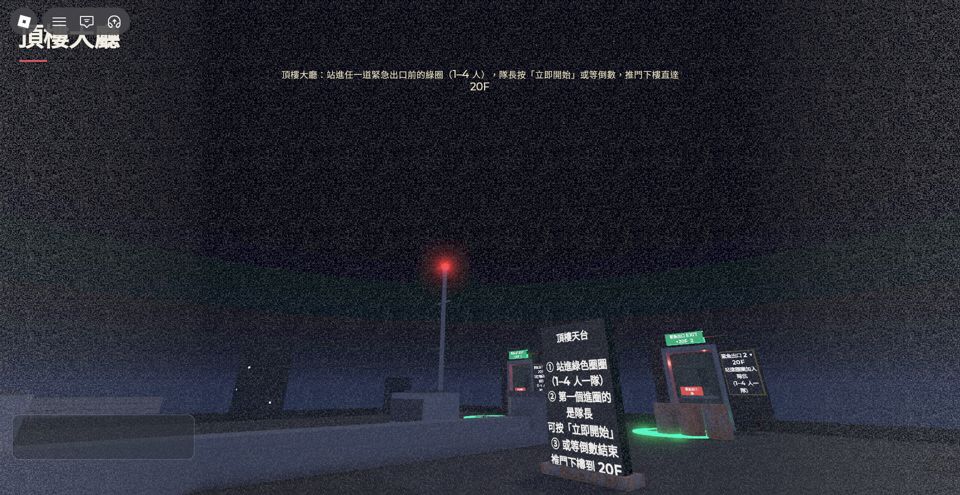 頂樓大廳
頂樓大廳：站進任一道緊急出口前的綠圈（1–4 人），隊長按「立即開始」或等倒數，推門下樓直達
20F
頂樓天台
① 站進綠色圈圈
（1–4 人一隊）
② 第一個進圈的
是隊長
可按「立即開始」
③ 或等倒數結束
推門下樓到 20F
緊急出口 2 •
20F
站進圈圈加入
隊伍
（1–4 人一
隊）